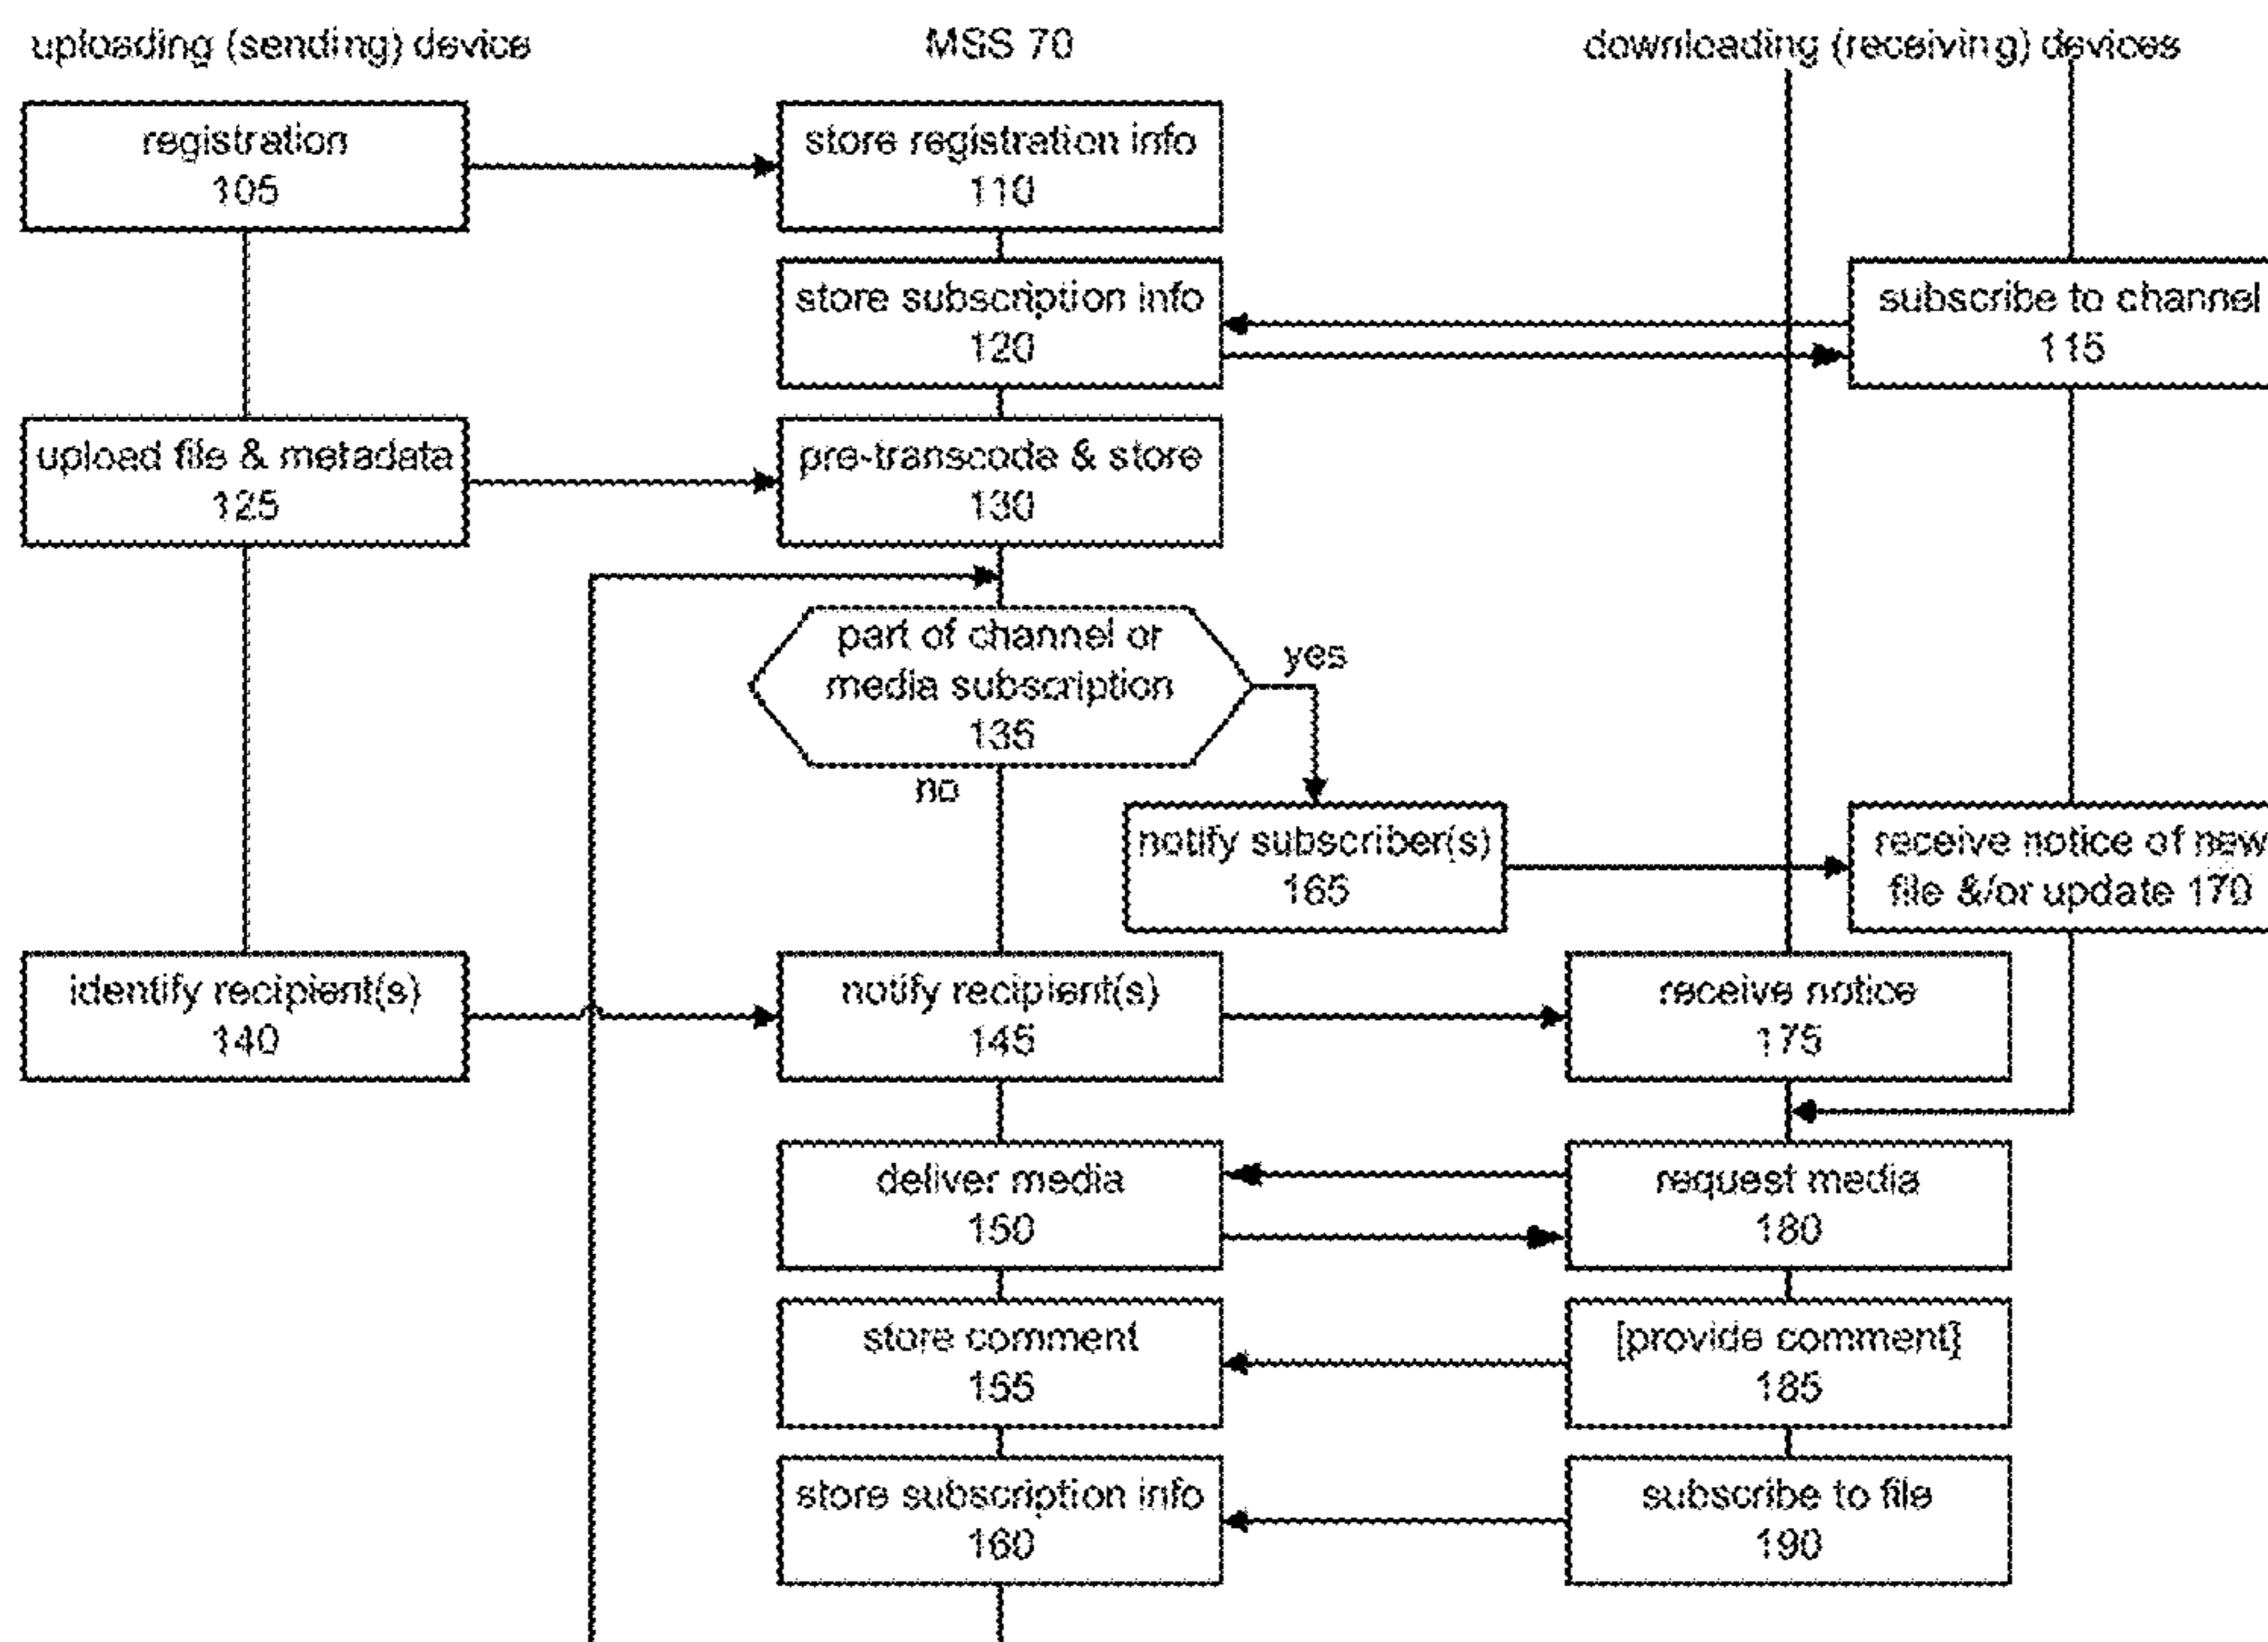 uploading (sending) device
MSS 70
downloading (receiving) devices
registration
105
store registration info
110
store subscription info
120
subscribe to channel
115
upload file & metadata
125
pre-transcode & store
130
part of channel or
media subscription
135
yes
no
notify subscriber(s)
165
receive notice of new
file &/or update 170
identify recipient(s)
140
notify recipient(s)
145
receive notice
175
deliver media
150
request media
180
store comment
155
[provide comment]
185
store subscription info
160
subscribe to file
190